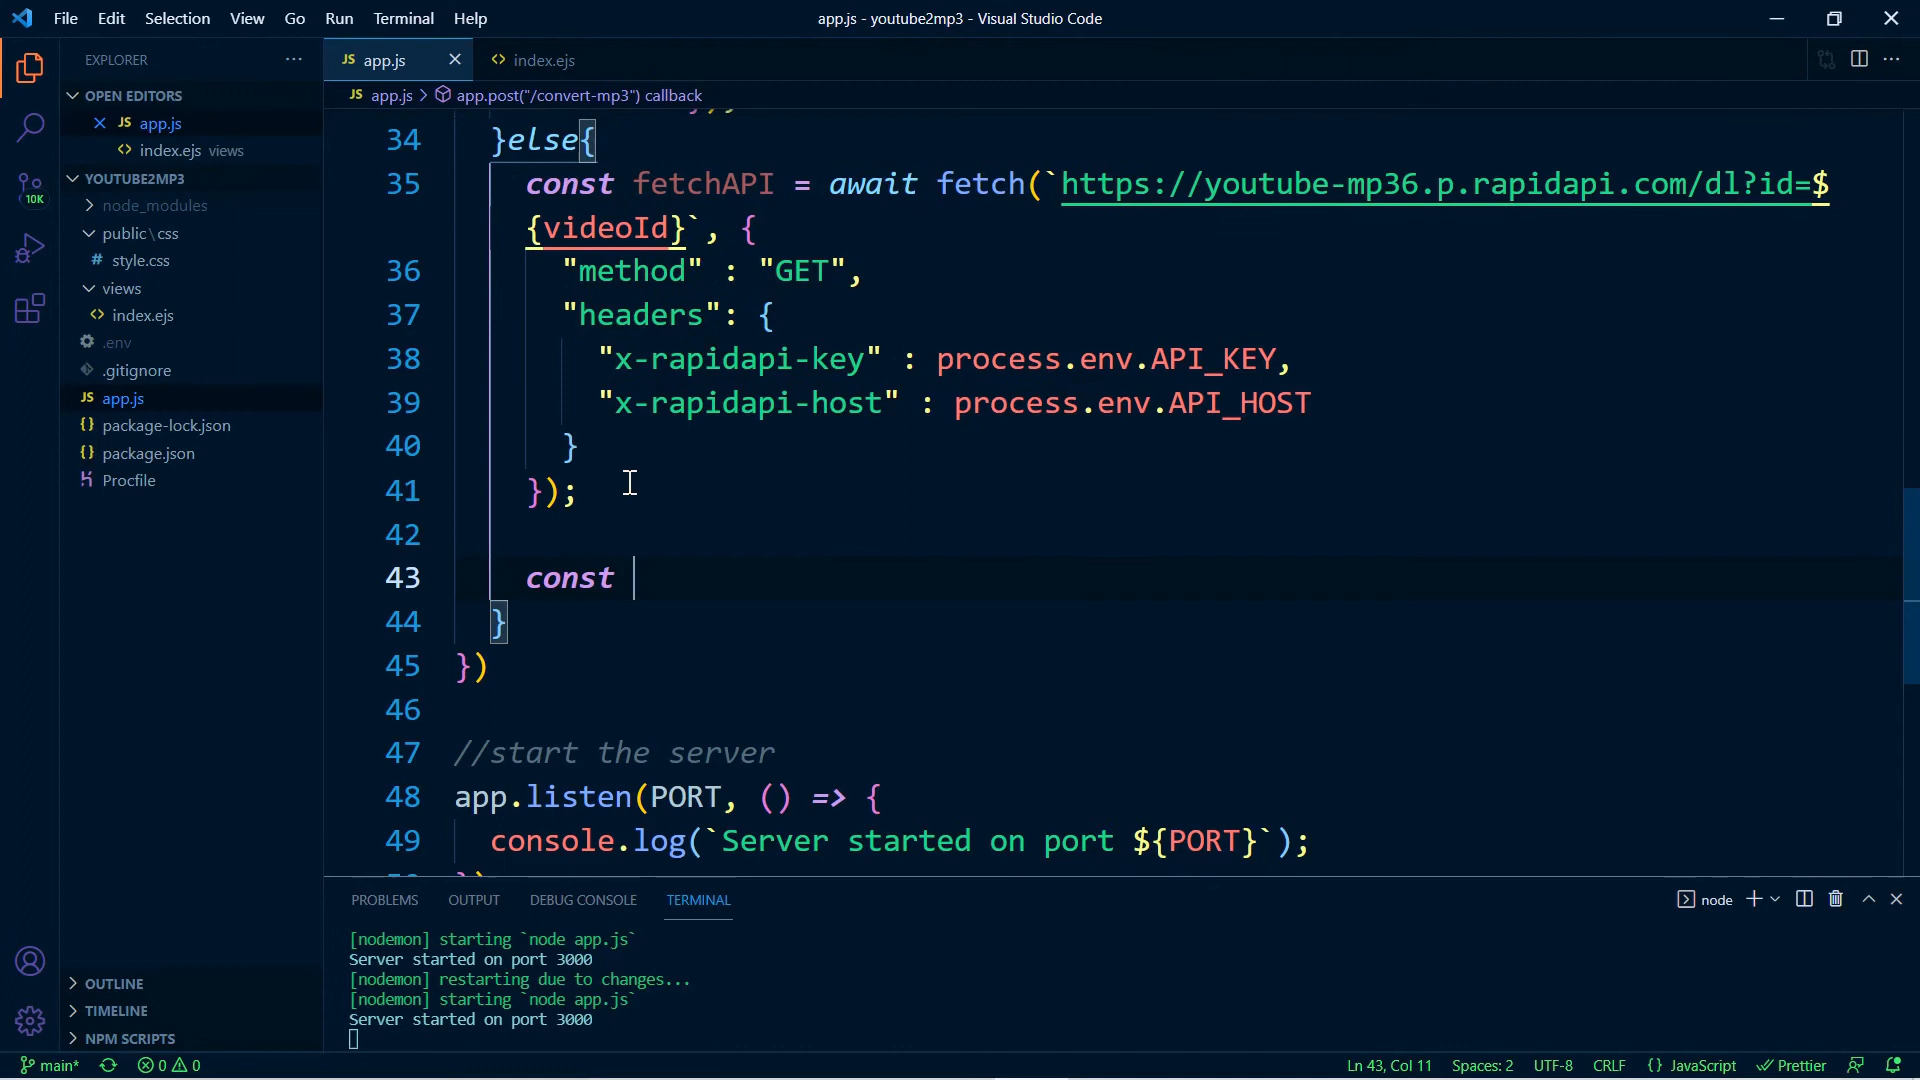 File Edit Selection View Go Run Terminal Help
app.js - youtube2mp3 - Visual Studio Code
EXPLORER
OPEN EDITORS
JS app.js
index.ejs views
YOUTUBE2MP3
node_modules
public\css
# style.css
views
index.ejs
.env
.gitignore
JS app.js
package-lock.json
package.json
Procfile
OUTLINE
TIMELINE
NPM SCRIPTS
10K
JS app.js
index.ejs
JS app.js > app.post("/convert-mp3") callback
34 }else{
35 const fetchAPI = await fetch(`https://youtube-mp36.p.rapidapi.com/dl?id=$
{videoId}`, {
36 "method" : "GET",
37 "headers": {
38 "x-rapidapi-key" : process.env.API_KEY,
39 "x-rapidapi-host" : process.env.API_HOST
40 }
41 });
42
43 const
44 }
45 })
46
47 //start the server
48 app.listen(PORT, () => {
49 console.log(`Server started on port ${PORT}`);
PROBLEMS OUTPUT DEBUG CONSOLE TERMINAL
node
[nodemon] starting `node app.js`
Server started on port 3000
[nodemon] restarting due to changes...
[nodemon] starting `node app.js`
Server started on port 3000
main* 0 0
Ln 43, Col 11 Spaces: 2 UTF-8 CRLF {} JavaScript Prettier